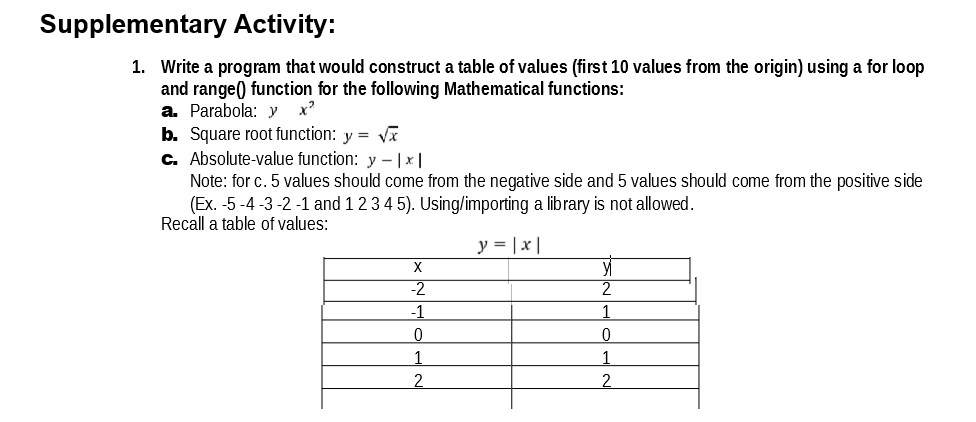 Supplementary Activity:
1. Write a program that would construct a table of values (first 10 values from the origin) using a for loop
and range() function for the following Mathematical functions:
a. Parabola: y x²
b. Square root function: y = √x
c. Absolute-value function: y – | x |
Note: for c. 5 values should come from the negative side and 5 values should come from the positive side
(Ex. -5 -4 -3 -2 -1 and 1 2 3 4 5). Using/importing a library is not allowed.
Recall a table of values:
y = | x |
x y
-2 2
-1 1
0 0
1 1
2 2